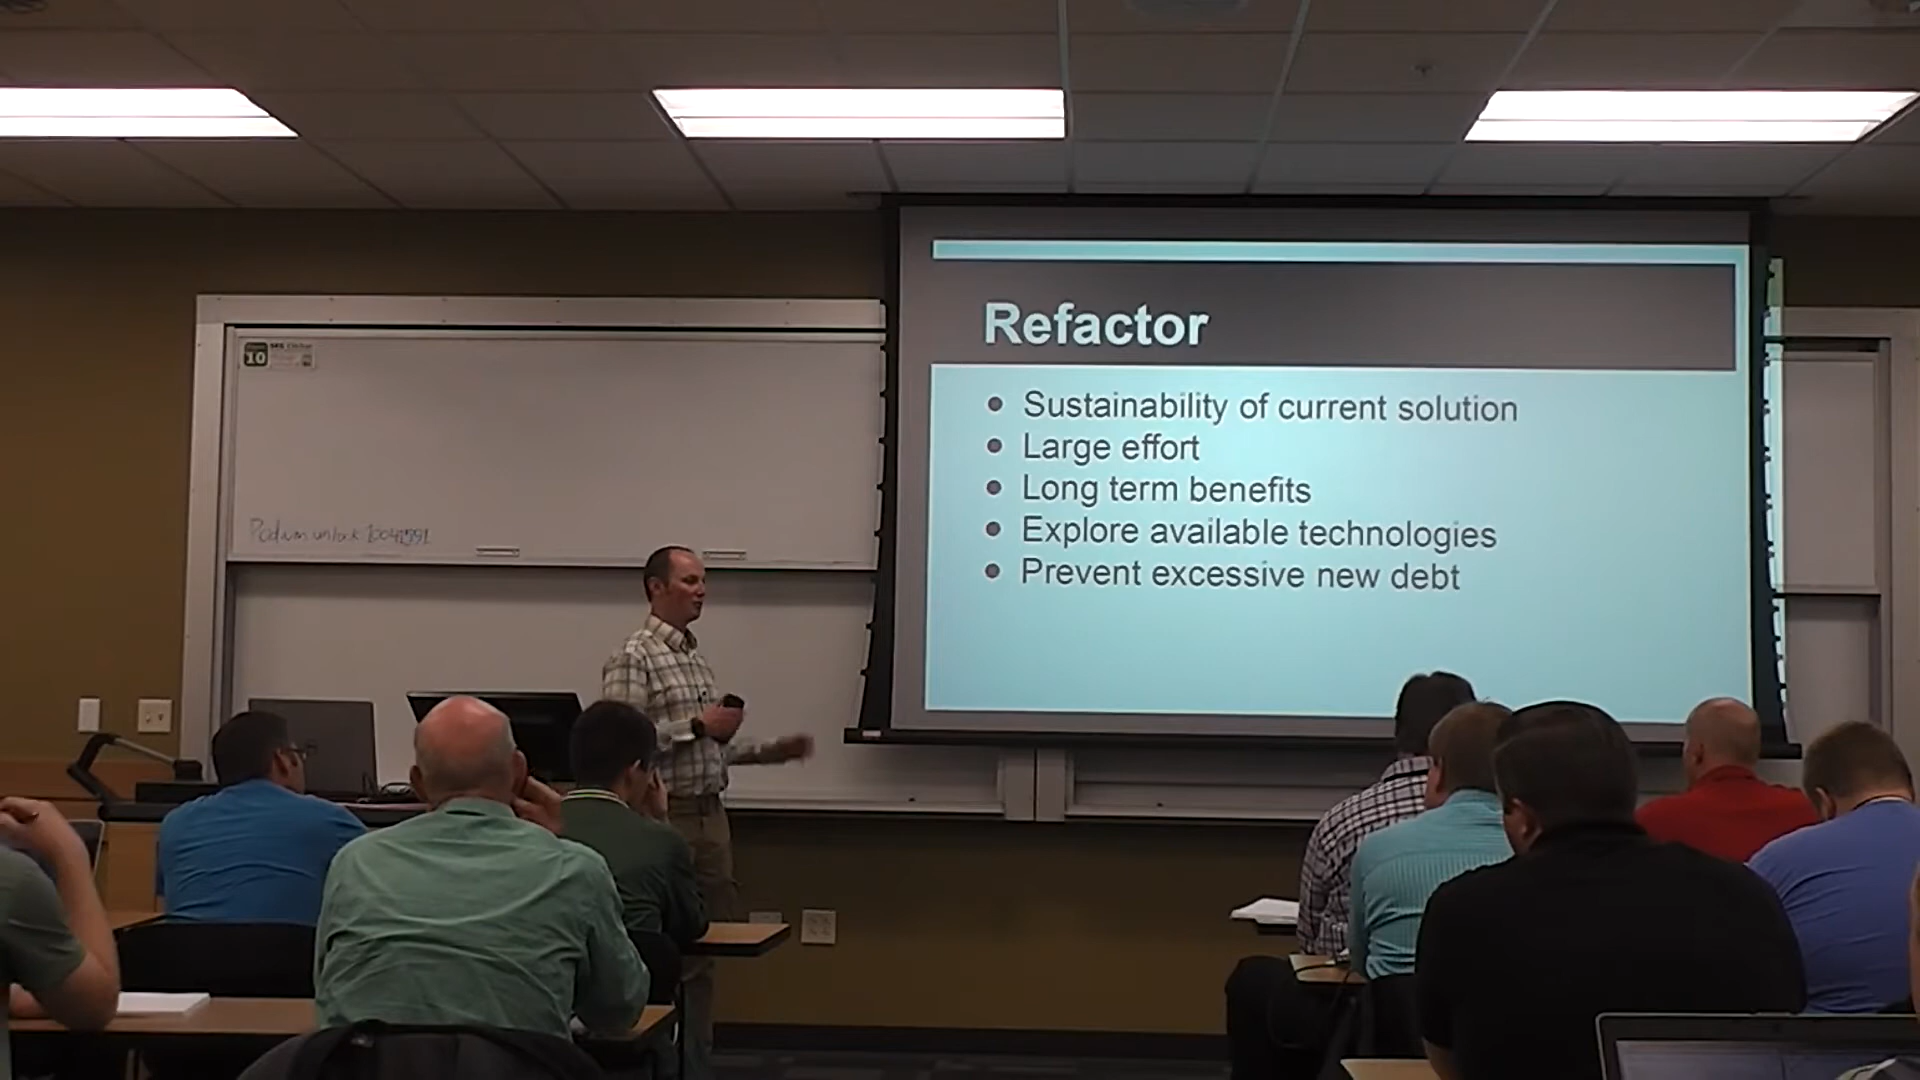 Refactor
Sustainability of current solution
Large effort
Long term benefits
Explore available technologies
Prevent excessive new debt
10
Podium unlock